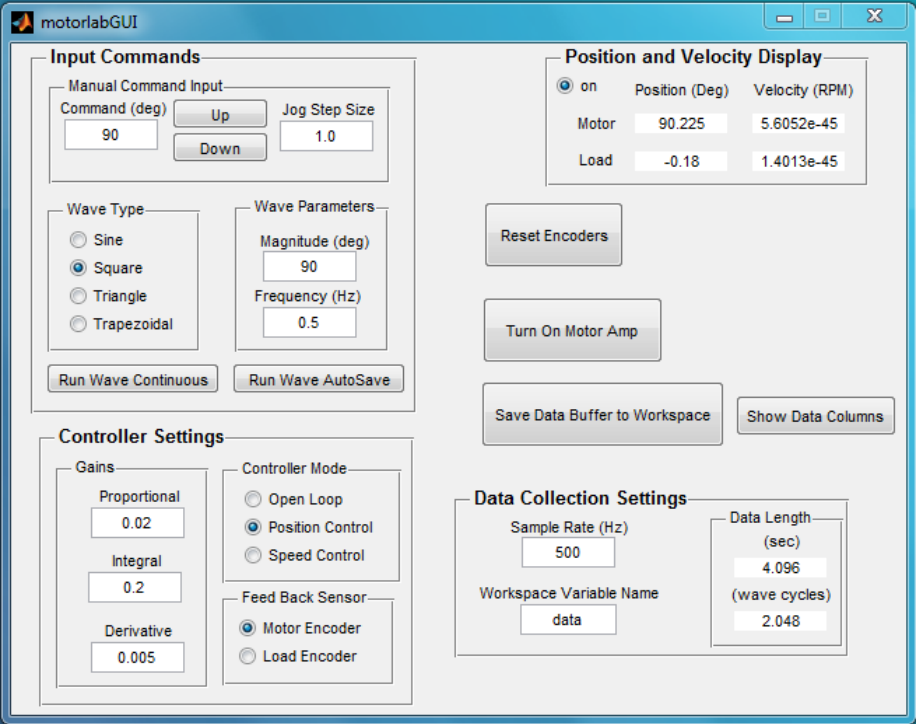 motorlabGUI
Input Commands
Manual Command Input
Command (deg)
90
Up
Down
Jog Step Size
1.0
Wave Type
Sine
Square
Triangle
Trapezoidal
Wave Parameters
Magnitude (deg)
90
Frequency (Hz)
0.5
Run Wave Continuous
Run Wave AutoSave
Controller Settings
Gains
Proportional
0.02
Integral
0.2
Derivative
0.005
Controller Mode
Open Loop
Position Control
Speed Control
Feed Back Sensor
Motor Encoder
Load Encoder
Position and Velocity Display
on Position (Deg) Velocity (RPM)
Motor 90.225 5.6052e-45
Load -0.18 1.4013e-45
Reset Encoders
Turn On Motor Amp
Save Data Buffer to Workspace
Show Data Columns
Data Collection Settings
Sample Rate (Hz)
500
Workspace Variable Name
data
Data Length
(sec)
4.096
(wave cycles)
2.048